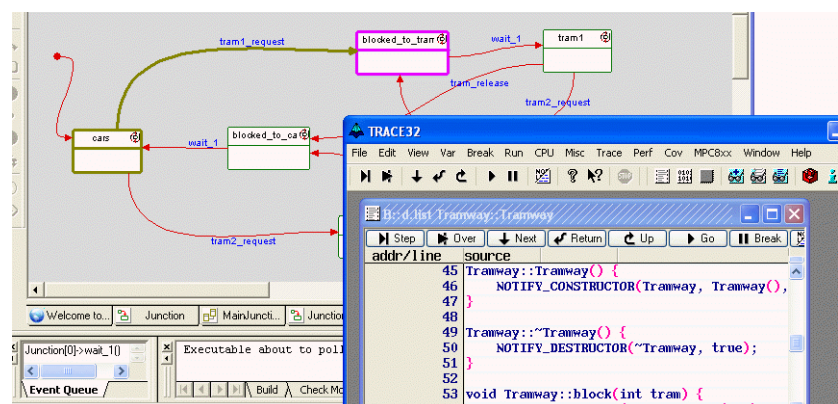 tram1_request
blocked_to_tram
wait_1
tram1
tram_release
tram2_request
cars
wait_1
blocked_to_ca
tram2_request
TRACE32
File Edit View Var Break Run CPU Misc Trace Perf Cov MPC8xx Window Help
B::d.list Tramway::Tramway
Step Over Next Return Up Go Break
addr/line source
45 Tramway::Tramway() {
46 NOTIFY_CONSTRUCTOR(Tramway, Tramway(),
47 }
48
49 Tramway::~Tramway() {
50 NOTIFY_DESTRUCTOR(~Tramway, true);
51 }
52
53 void Tramway::block(int tram) {
Welcome to... Junction MainJuncti... Junction
Junction[0]->wait_1()
Executable about to poll
Event Queue
Build Check Mo